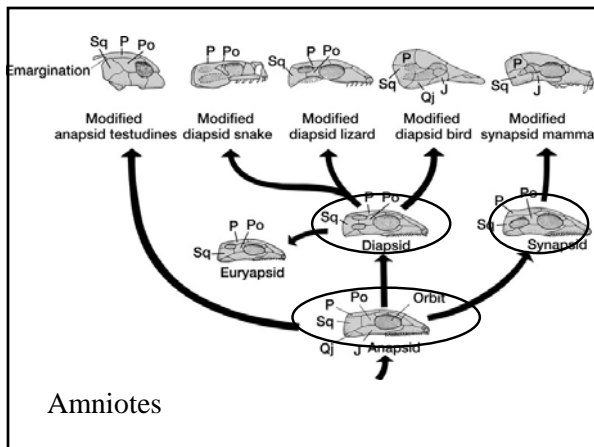 Sq P Po P Po P Po P P
Emargination Sq Sq Sq Qj J Sq J
Modified Modified Modified Modified Modified
anapsid testudines diapsid snake diapsid lizard diapsid bird synapsid mamma
P Po P Po
Sq Sq
P Po Diapsid Synapsid
Sq
Euryapsid
P Po Orbit
Sq
Qj J Anapsid
Amniotes